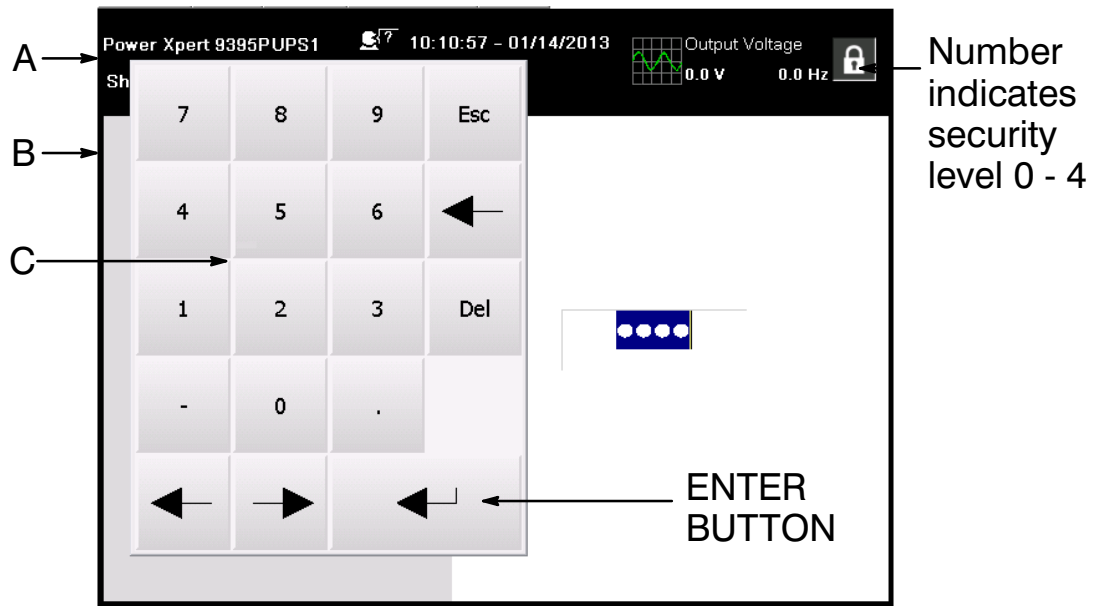 Power Xpert 9395PUPS1 ? 10:10:57 - 01/14/2013 Output Voltage
0.0 V 0.0 Hz
Sh
A
B
C
7 8 9 Esc
4 5 6
1 2 3 Del
- 0 .
Number
indicates
security
level 0 - 4
ENTER
BUTTON